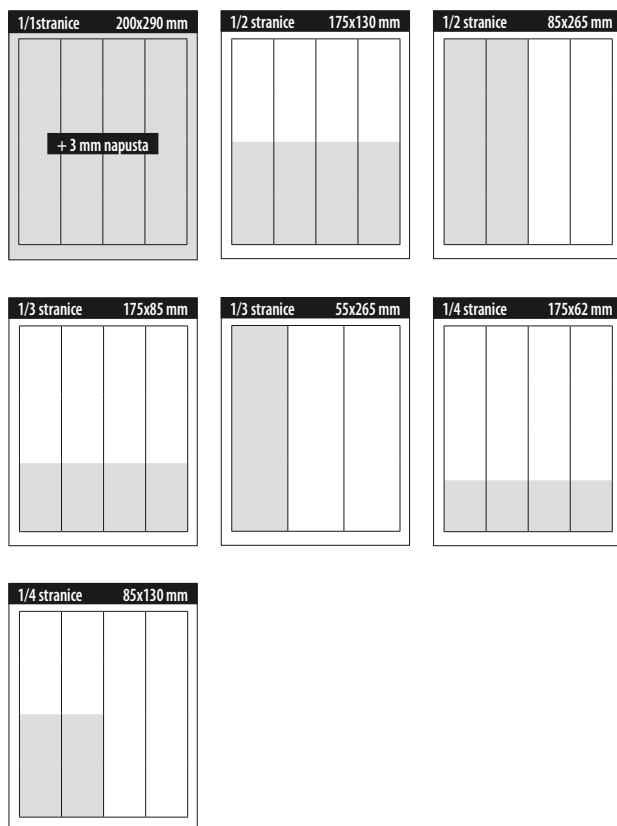 1/1stranice 200x290 mm
+ 3 mm napusta
1/2 stranice 175x130 mm
1/2 stranice 85x265 mm
1/3 stranice 175x85 mm
1/3 stranice 55x265 mm
1/4 stranice 175x62 mm
1/4 stranice 85x130 mm